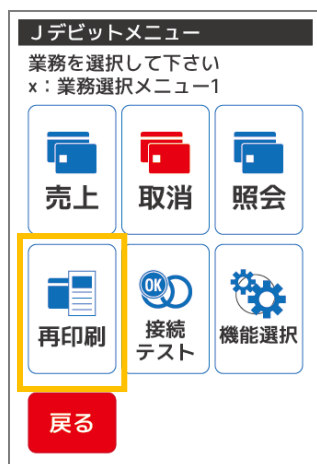 Ｊデビットメニュー
業務を選択して下さい
x：業務選択メニュー1
売上
取消
照会
再印刷
OK
接続
テスト
機能選択
戻る